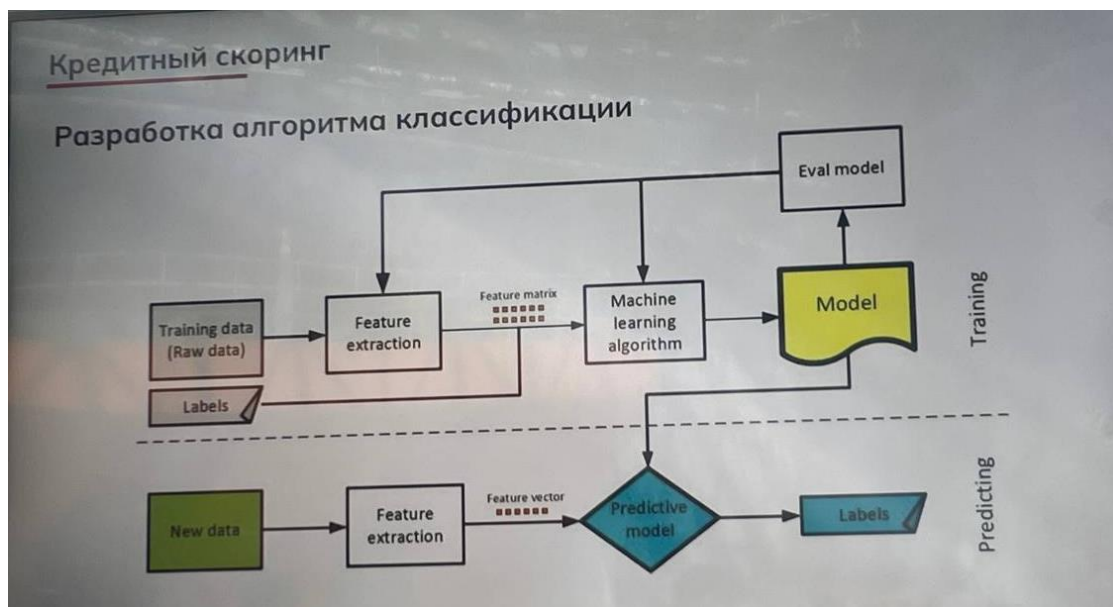 Кредитный скоринг
Разработка алгоритма классификации
Eval model
Training data
(Raw data)
Feature
extraction
Feature matrix
Machine
learning
algorithm
Model
Training
Labels
New data
Feature
extraction
Feature vector
Predictive
model
Labels
Predicting